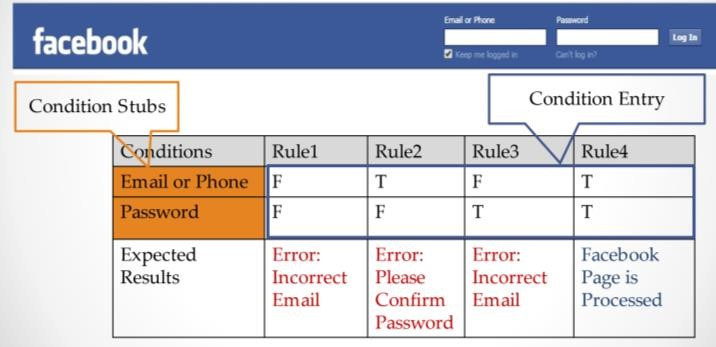 facebook
Email or Phone Password
Log In
Keep me logged in Can't log in?
Condition Stubs
Condition Entry
Conditions Rule1 Rule2 Rule3 Rule4
Email or Phone F T F T
Password F F T T
Expected Error: Error: Error: Facebook
Results Incorrect Please Incorrect Page is
Email Confirm Email Processed
Password